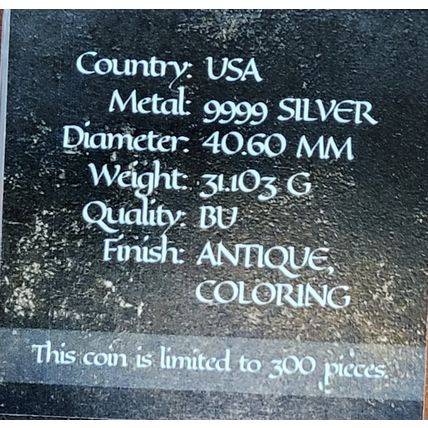 Country: USA
Metal: 9999 SILVER
Diameter: 40.60 MM
Weight: 31.103 G
Quality: BU
Finish: ANTIQUE,
COLORING
This coin is limited to 300 pieces.